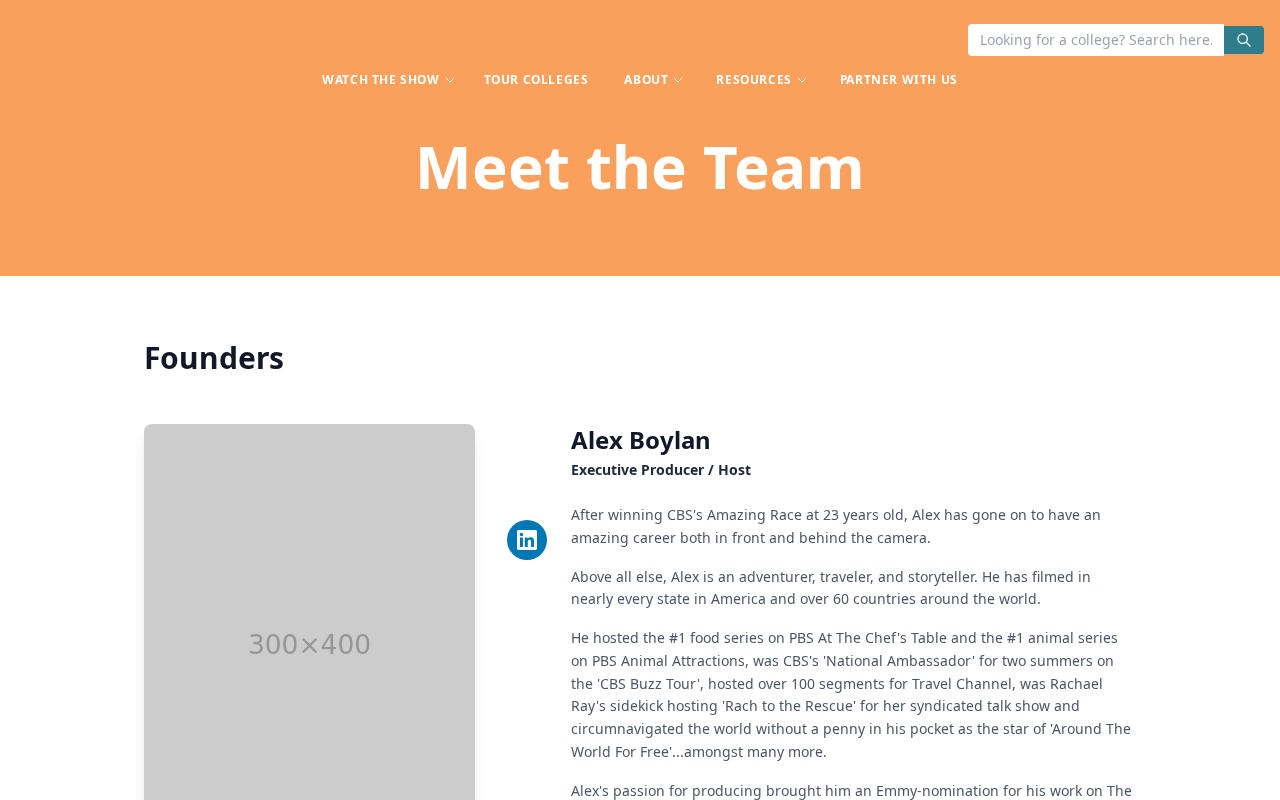 Looking for a college? Search here.
WATCH THE SHOW
TOUR COLLEGES
ABOUT
RESOURCES
PARTNER WITH US
Meet the Team
Founders
300×400
Alex Boylan
Executive Producer / Host
After winning CBS's Amazing Race at 23 years old, Alex has gone on to have an
amazing career both in front and behind the camera.
Above all else, Alex is an adventurer, traveler, and storyteller. He has filmed in
nearly every state in America and over 60 countries around the world.
He hosted the #1 food series on PBS At The Chef's Table and the #1 animal series
on PBS Animal Attractions, was CBS's 'National Ambassador' for two summers on
the 'CBS Buzz Tour', hosted over 100 segments for Travel Channel, was Rachael
Ray's sidekick hosting 'Rach to the Rescue' for her syndicated talk show and
circumnavigated the world without a penny in his pocket as the star of 'Around The
World For Free'...amongst many more.
Alex's passion for producing brought him an Emmy-nomination for his work on The